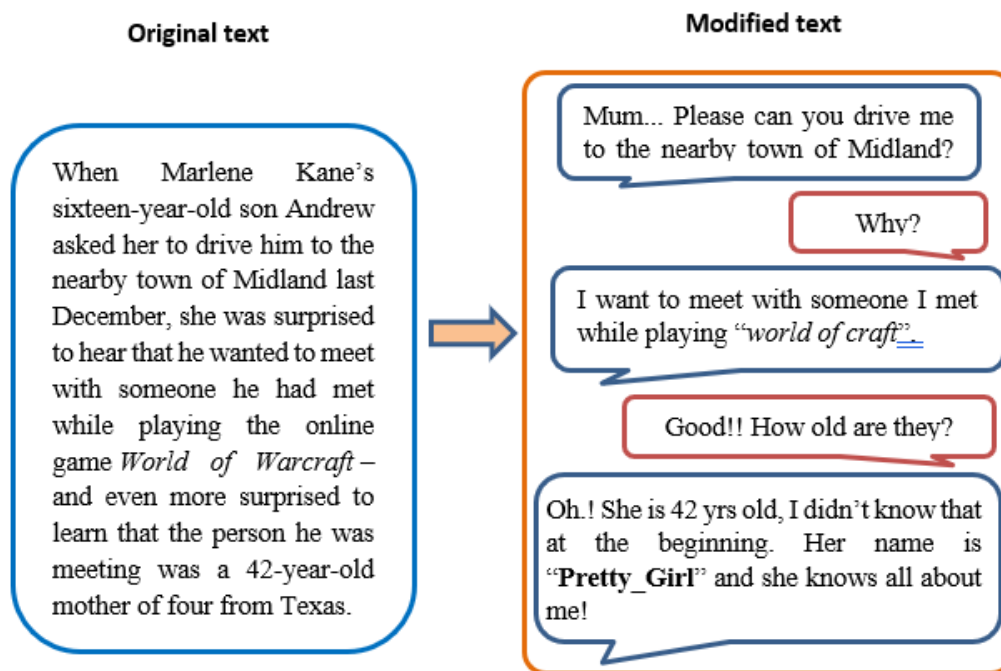 Original text
Modified text
When Marlene Kane’s
sixteen-year-old son Andrew
asked her to drive him to the
nearby town of Midland last
December, she was surprised
to hear that he wanted to meet
with someone he had met
while playing the online
game World of Warcraft –
and even more surprised to
learn that the person he was
meeting was a 42-year-old
mother of four from Texas.
Mum... Please can you drive me
to the nearby town of Midland?
Why?
I want to meet with someone I met
while playing “world of craft”.
Good!! How old are they?
Oh.! She is 42 yrs old, I didn’t know that
at the beginning. Her name is
“Pretty_Girl” and she knows all about
me!